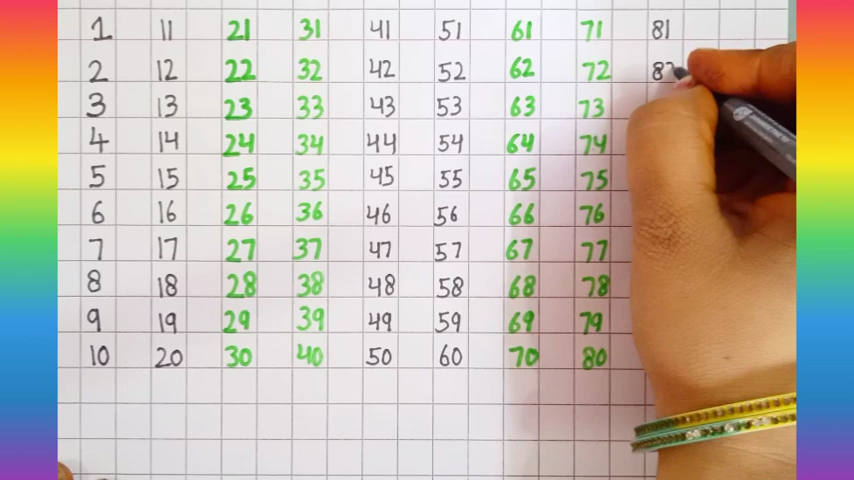 1 11 21 31 41 51 61 71 81
2 12 22 32 42 52 62 72
3 13 23 33 43 53 63 73
4 14 24 34 44 54 64 74
5 15 25 35 45 55 65 75
6 16 26 36 46 56 66 76
7 17 27 37 47 57 67 77
8 18 28 38 48 58 68 78
9 19 29 39 49 59 69 79
10 20 30 40 50 60 70 80